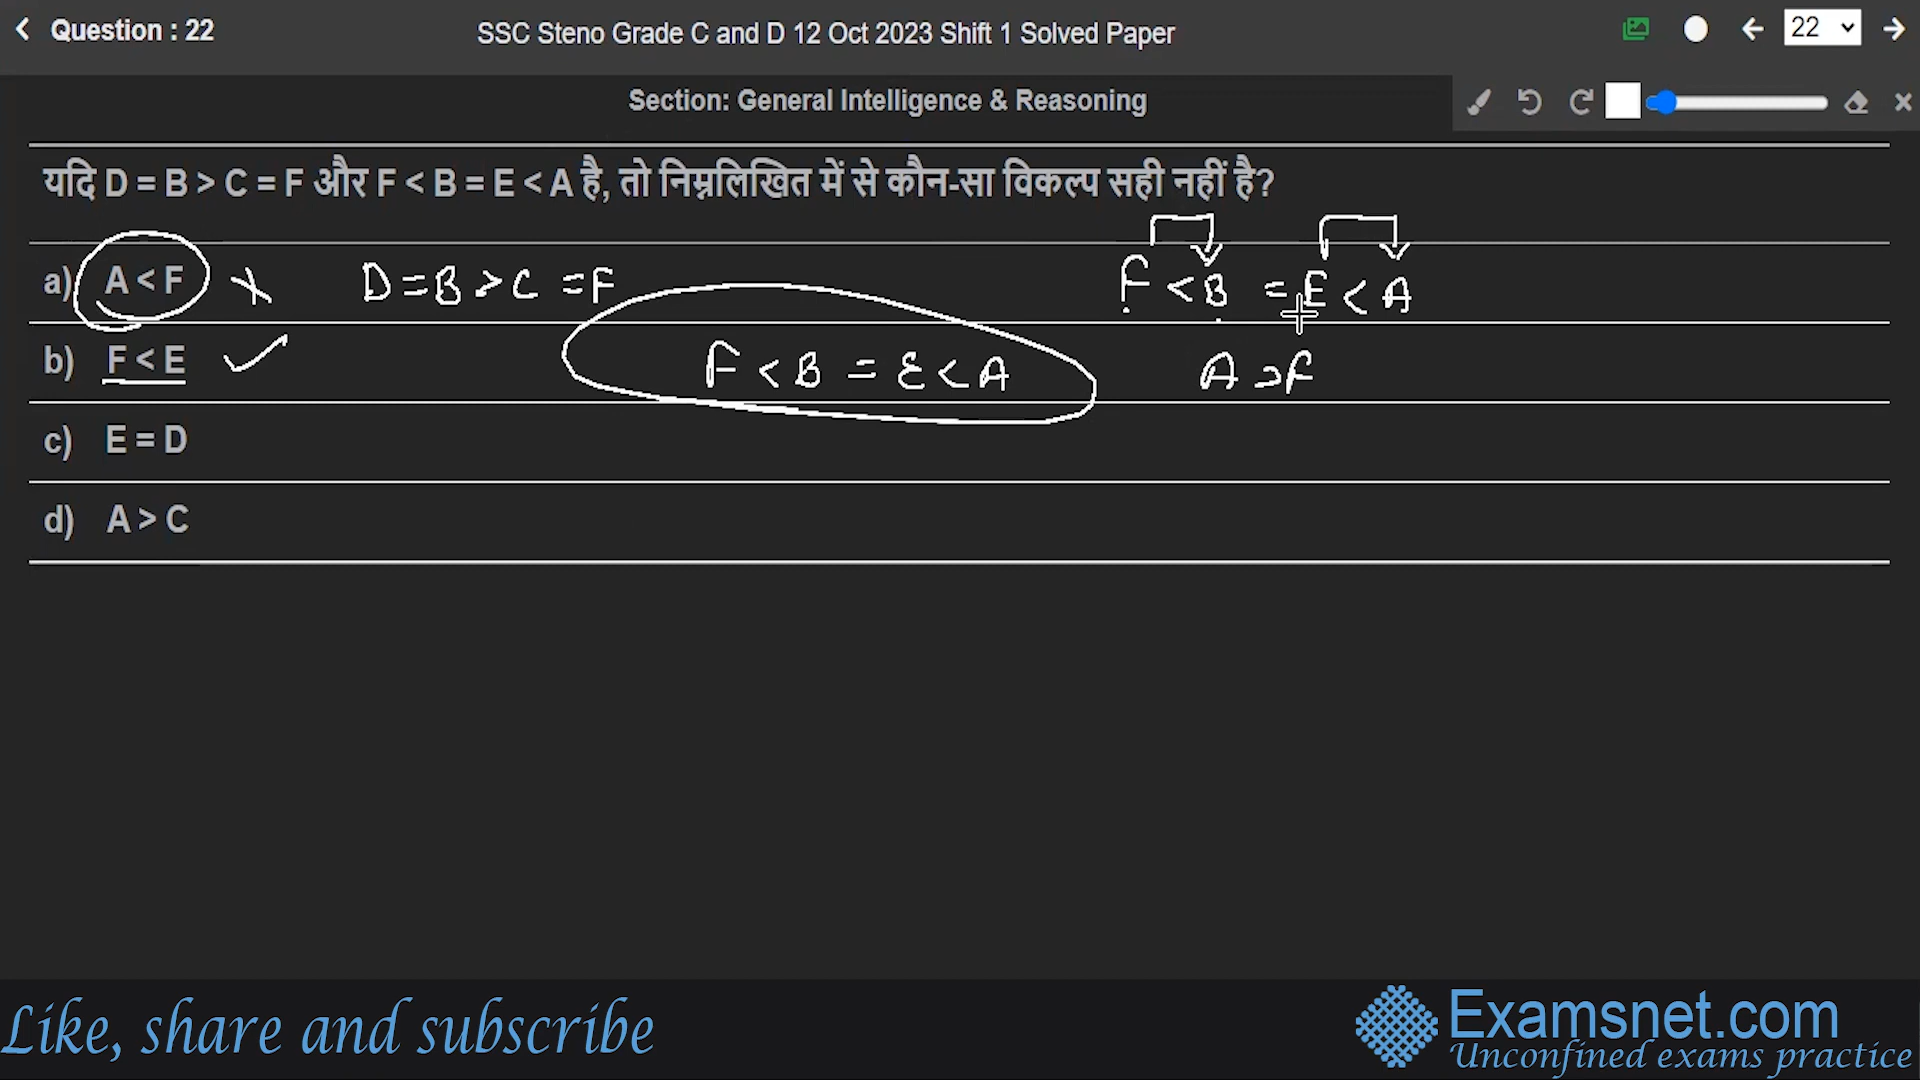 Question : 22
SSC Steno Grade C and D 12 Oct 2023 Shift 1 Solved Paper
22
Section: General Intelligence & Reasoning
यदि D = B > C = F और F < B = E < A है, तो निम्नलिखित में से कौन-सा विकल्प सही नहीं है?
a) A < F
D = B > C = F
F < B = E < A
b) F < E
F < B = E < A
A > F
c) E = D
d) A > C
Like, share and subscribe
Examsnet.com
Unconfined exams practice